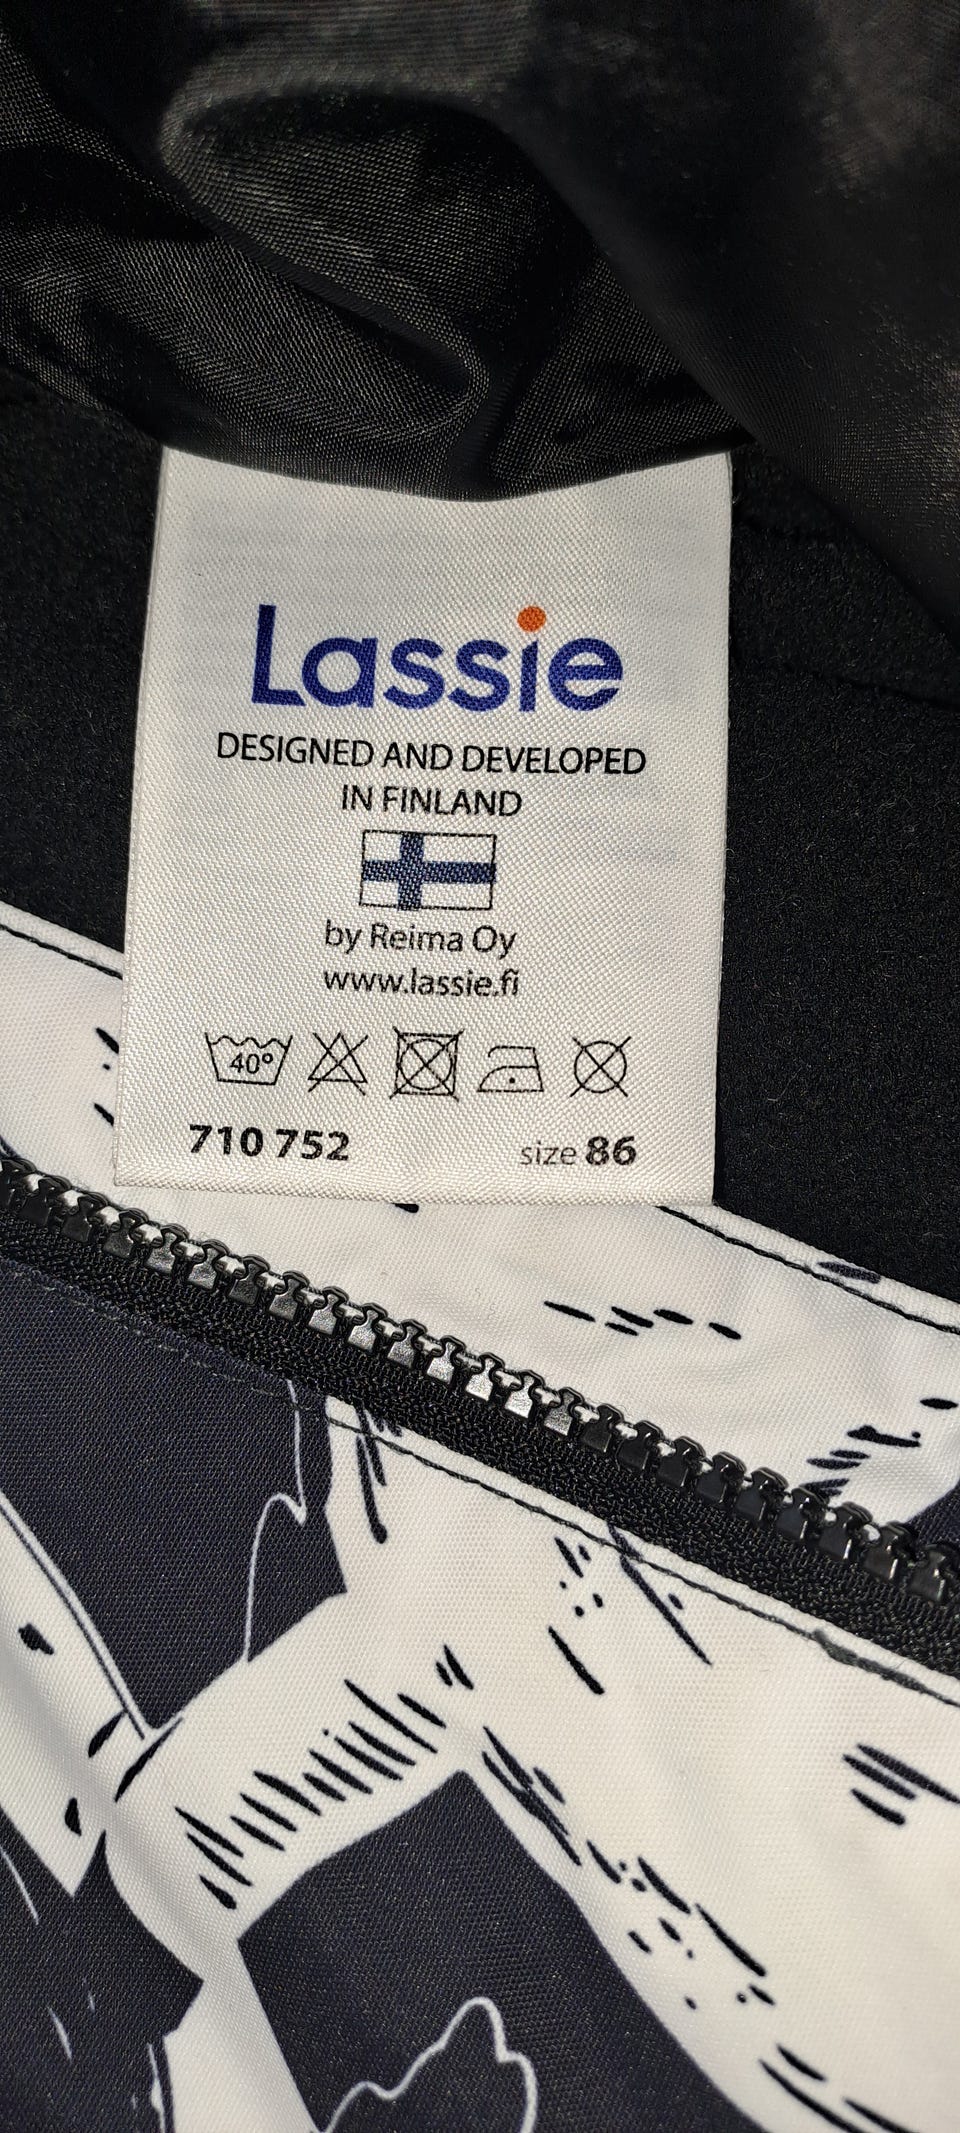 Lassie
DESIGNED AND DEVELOPED
IN FINLAND
by Reima Oy
www.lassie.fi
40°
710 752 size 86